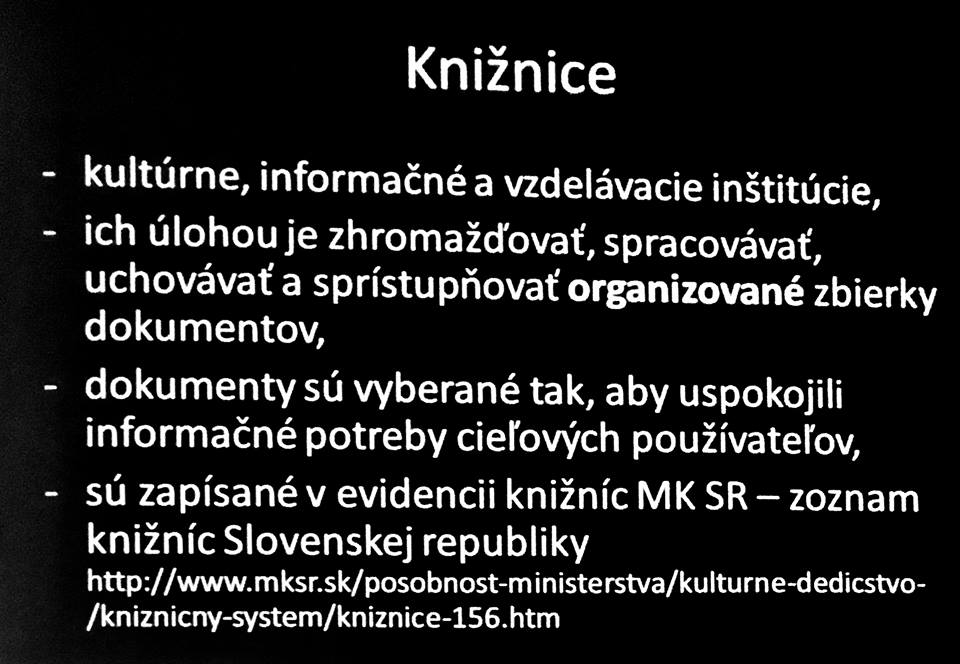 Knižnice
- kultúrne, informačné a vzdelávacie inštitúcie,
- ich úlohou je zhromažďovať, spracovávať,
uchovávať a sprístupňovať organizované zbierky
dokumentov,
- dokumenty sú vyberané tak, aby uspokojili
informačné potreby cieľových používateľov,
- sú zapísané v evidencii knižníc MK SR – zoznam
knižníc Slovenskej republiky
http://www.mksr.sk/posobnost-ministerstva/kulturne-dedicstvo-
/kniznicny-system/kniznice-156.htm